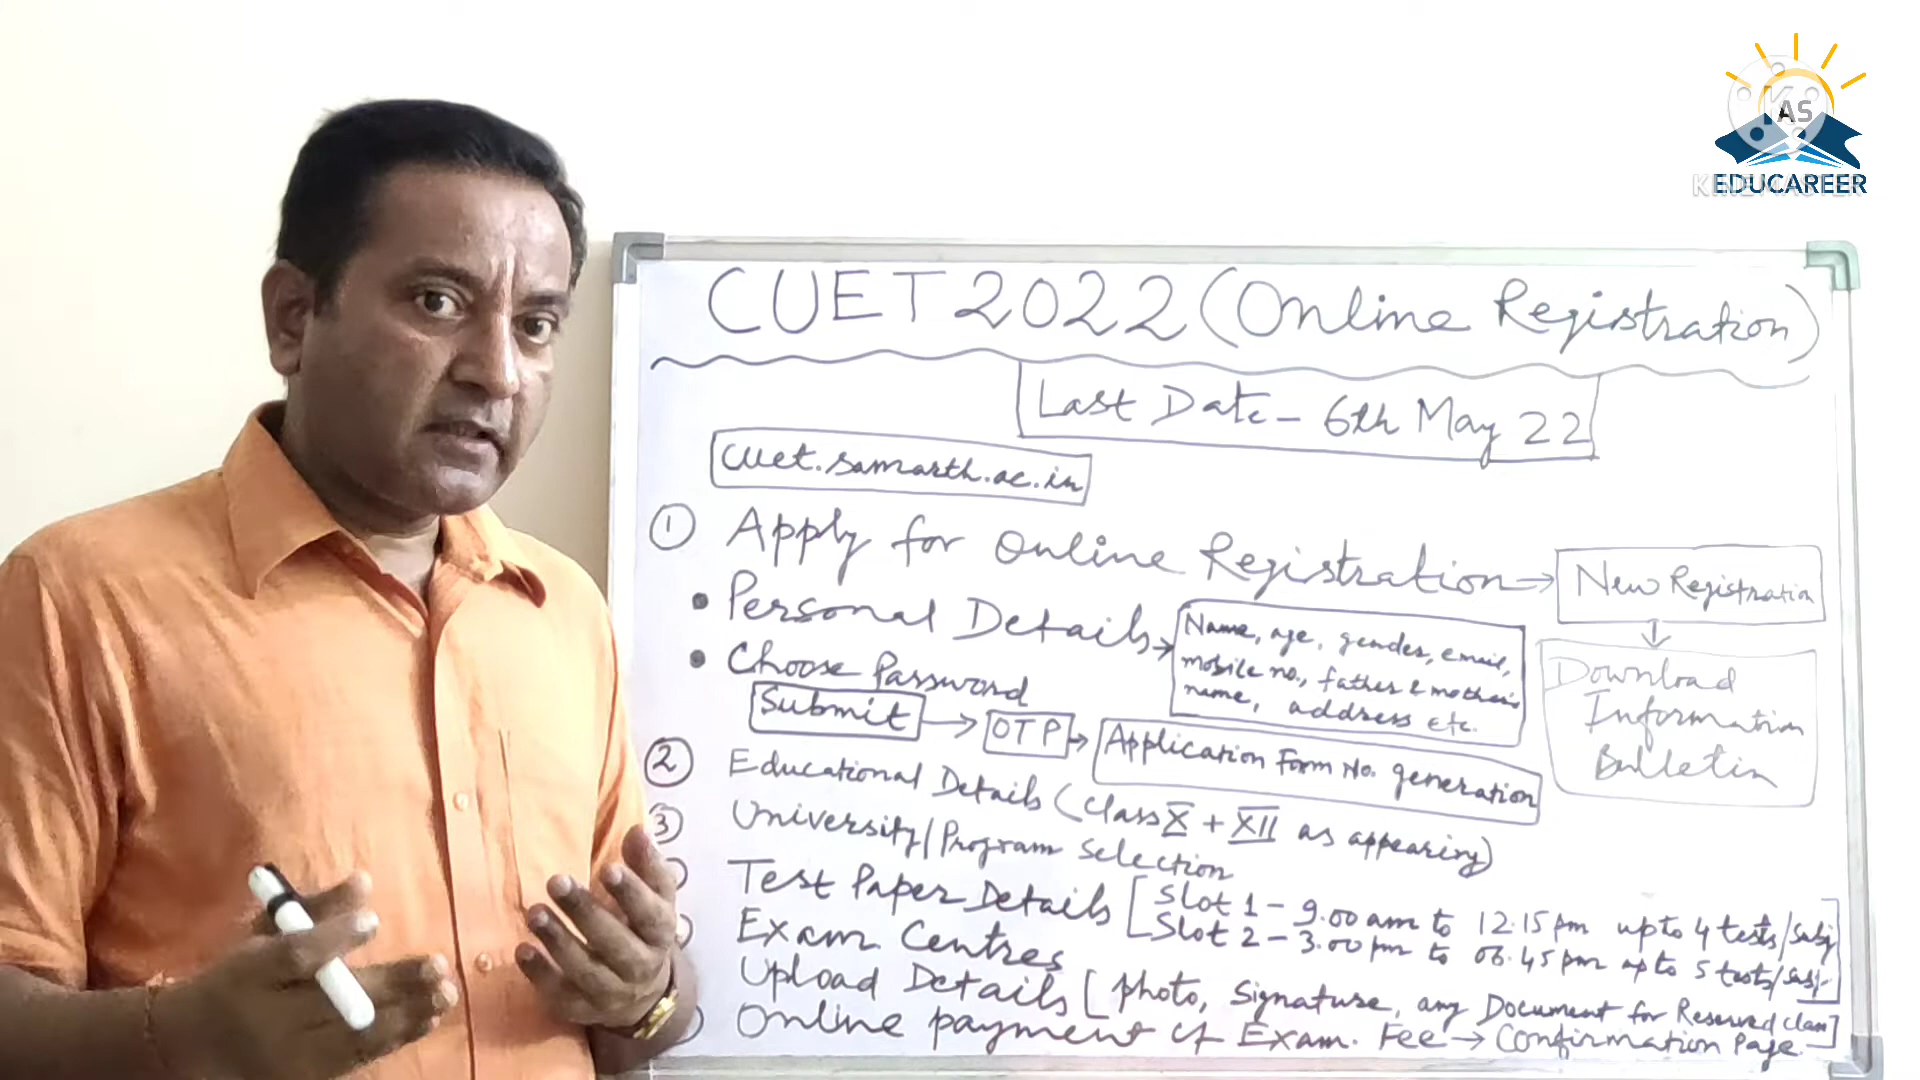 AS
EDUCAREER
KINEMASTER
CUET 2022 (Online Registration)
Last Date - 6th May 22
cuet.samarth.ac.in
① Apply for Online Registration → New Registration
• Personal Details → Name, age, gender, email,
mobile no., father & mother's
name, address etc.
↓
Download
Information
Bulletin
• Choose Password
Submit → OTP → Application Form No. generation
② Educational Details (Class X + XII as appearing)
③ University/Program Selection
Test Paper Details [Slot 1 - 9.00 am to 12.15 pm upto 4 tests/subj
Slot 2 - 3.00 pm to 06.45 pm upto 5 tests/subj.]
Exam Centres
Upload Details [Photo, Signature, any Document for Reserved Class]
Online payment of Exam. Fee → Confirmation Page.